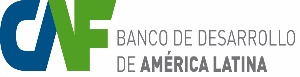 CAF
BANCO DE DESARROLLO
DE AMÉRICA LATINA